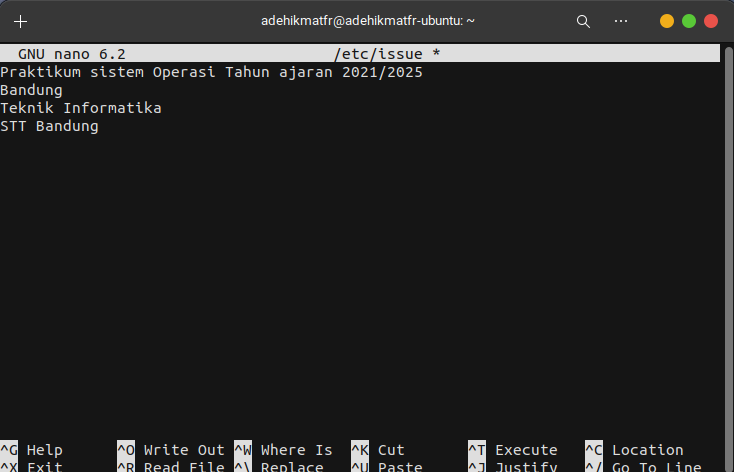 adehikmatfr@adehikmatfr-ubuntu: ~
GNU nano 6.2 /etc/issue *
Praktikum sistem Operasi Tahun ajaran 2021/2025
Bandung
Teknik Informatika
STT Bandung
^G Help ^O Write Out ^W Where Is ^K Cut ^T Execute ^C Location
^X Exit ^R Read File ^\ Replace ^U Paste ^J Justify ^/ Go To Line